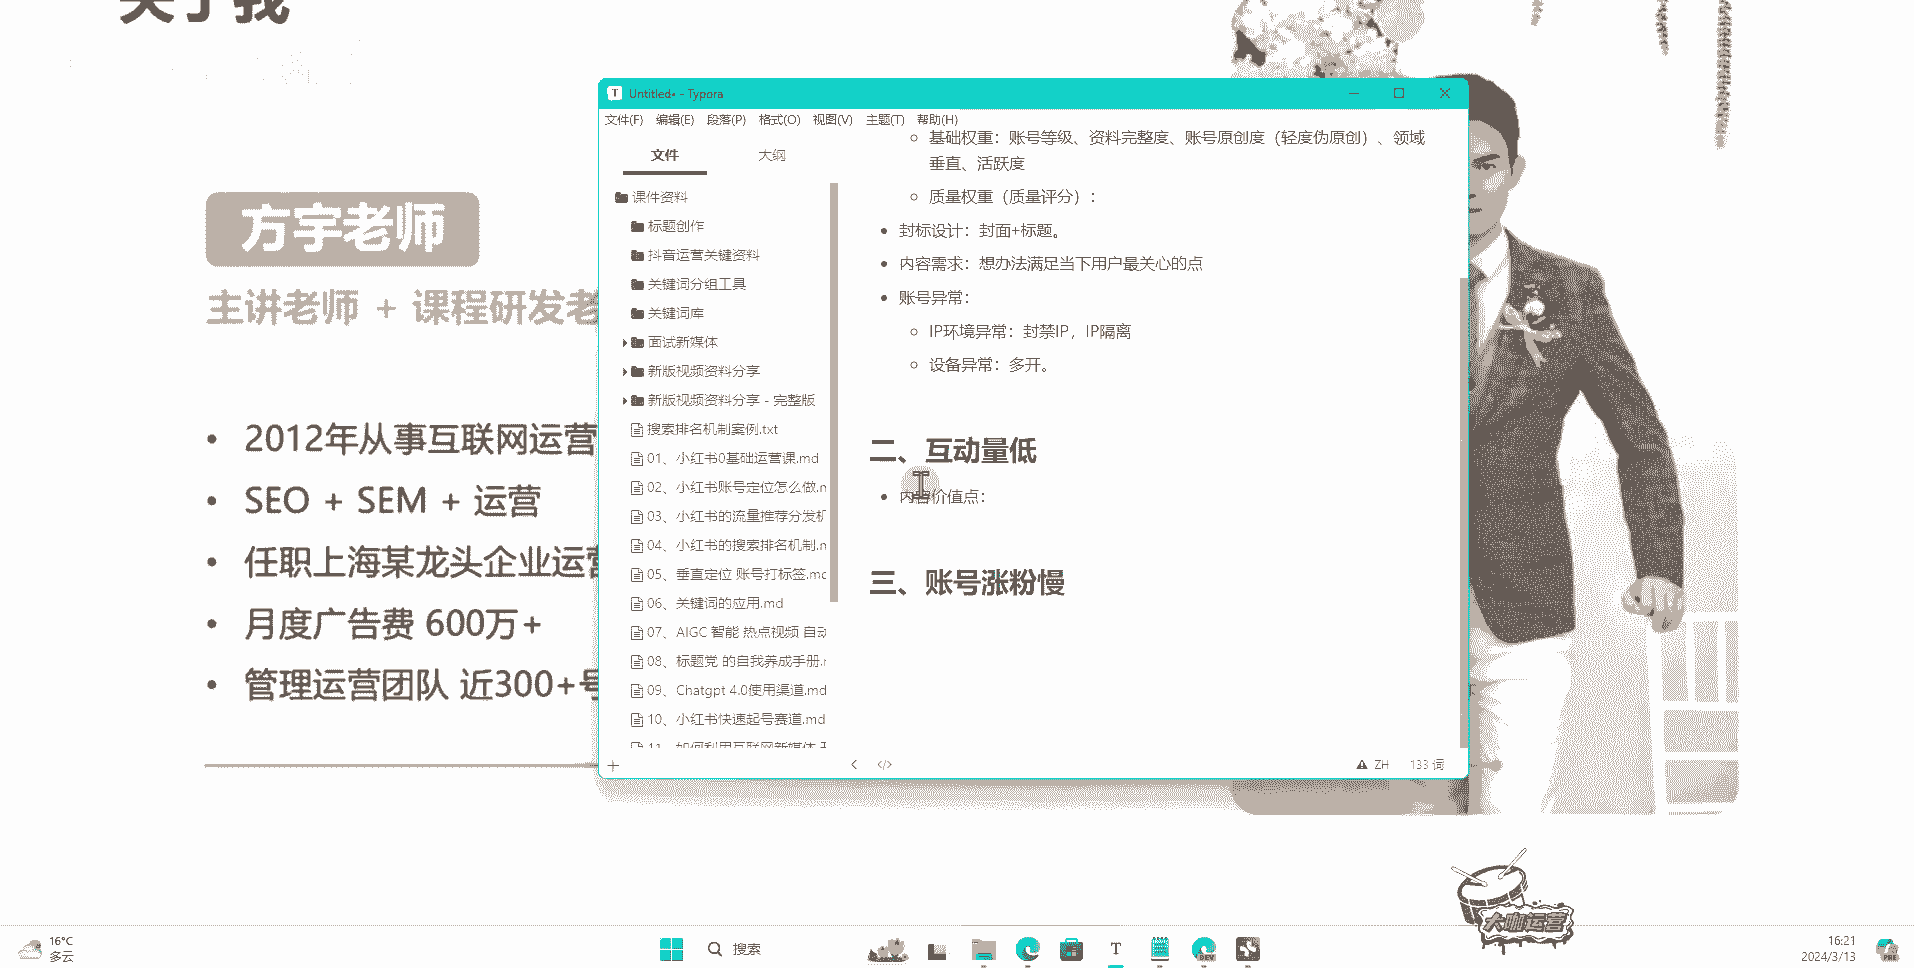 关于我
方宇老师
主讲老师 + 课程研发老
2012年从事互联网运营
SEO + SEM + 运营
任职上海某龙头企业运营
月度广告费 600万+
管理运营团队 近300+号
T Untitled• - Typora
文件(F) 编辑(E) 段落(P) 格式(O) 视图(V) 主题(T) 帮助(H)
文件 大纲
课件资料
标题创作
抖音运营关键资料
关键词分组工具
关键词库
面试新媒体
新版视频资料分享
新版视频资料分享 - 完整版
搜索排名机制案例.txt
01、小红书0基础运营课.md
02、小红书账号定位怎么做.m
03、小红书的流量推荐分发机
04、小红书的搜索排名机制.m
05、垂直定位 账号打标签.md
06、关键词的应用.md
07、AIGC 智能 热点视频 自动
08、标题党 的自我养成手册.m
09、Chatgpt 4.0使用渠道.md
10、小红书快速起号赛道.md
11、如何利用互联网新媒体
基础权重：账号等级、资料完整度、账号原创度（轻度伪原创）、领域
垂直、活跃度
质量权重（质量评分）：
封标设计：封面+标题。
内容需求：想办法满足当下用户最关心的点
账号异常：
IP环境异常：封禁IP，IP隔离
设备异常：多开。
二、互动量低
内容价值点：
三、账号涨粉慢
ZH 133 词
大咖运营
16°C
多云
搜索
T
DEV
16:21
2024/3/13
PRE